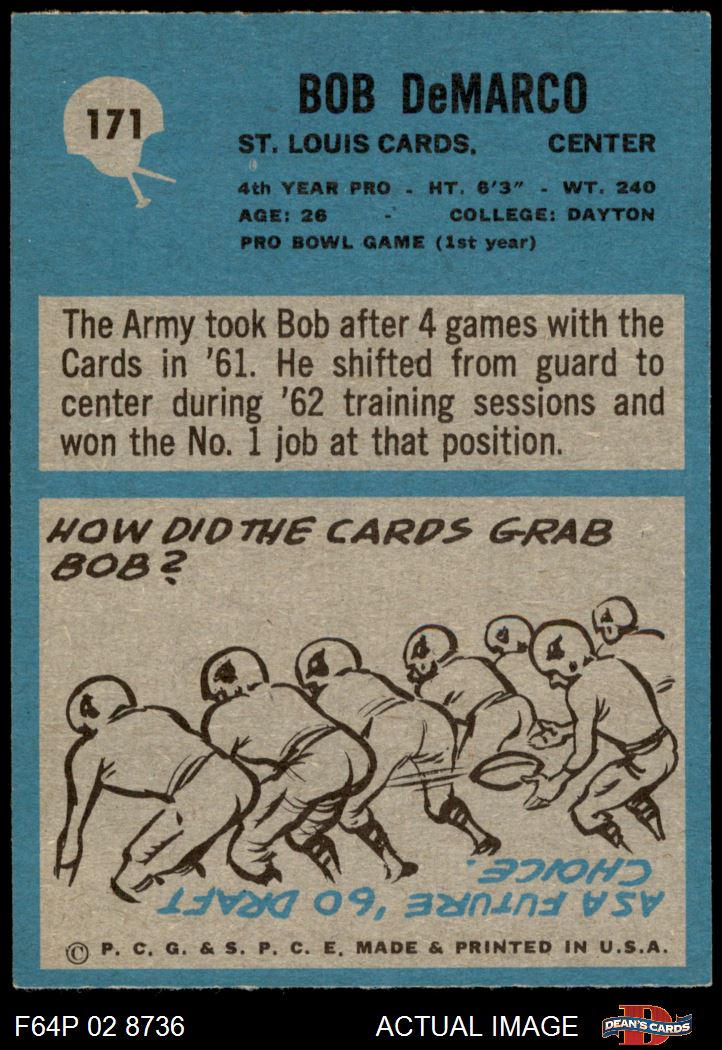 171
BOB DeMARCO
ST. LOUIS CARDS. CENTER
4th YEAR PRO - HT. 6'3" - WT. 240
AGE: 26 - COLLEGE: DAYTON
PRO BOWL GAME (1st year)
The Army took Bob after 4 games with the
Cards in '61. He shifted from guard to
center during '62 training sessions and
won the No. 1 job at that position.
HOW DID THE CARDS GRAB
BOB?
AS A FUTURE '60 DRAFT
CHOICE.
© P. C. G. & S. P. C. E. MADE & PRINTED IN U.S.A.
F64P 02 8736 ACTUAL IMAGE
D
DEAN'S CARDS